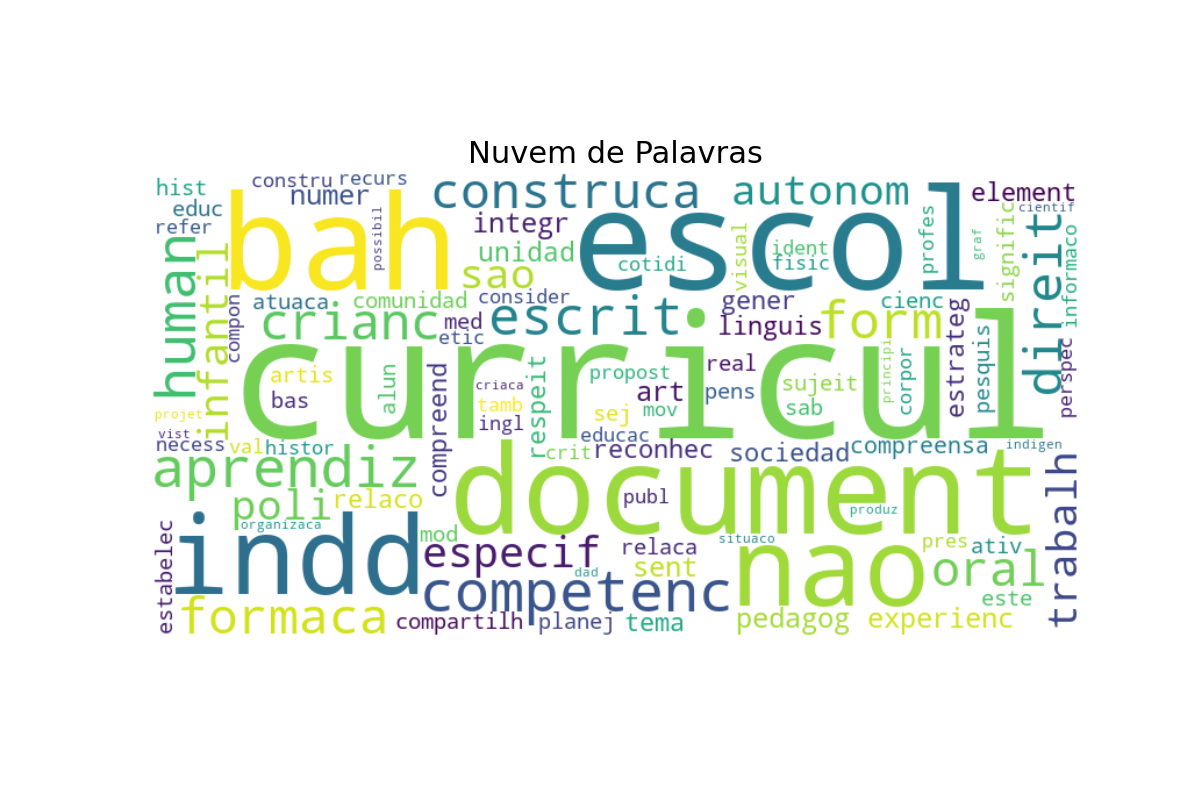 Nuvem de Palavras
hist
constru
recurs
numer
educ
refer
bah
possibil
construca
integr
unidad
sao
escol
autonom
cotidi
visual
ident
fisic
profes
graf
element
cientif
signific
direit
informaco
human
infantil
compon
atuaca
comunidad
consider
crianc
med
etic
escrit
gener
linguis
form
cienc
estrateg
pesquis
perspec
curricul
artis
bas
alun
compreend
criaca
tamb
ingl
respeit
propost
sej
mov
art
real
pens
sujeit
sab
principi
corpor
projet
vist
necess
val
histor
educac
crit
reconhec
sociedad
compreensa
indigen
aprendiz
poli
relaco
organizaca
document
publ
produz
trabalh
indd
mod
especif
relaca
sent
dad
situaco
nao
pres
ativ
oral
este
estabelec
formaca
competenc
compartilh
planej
tema
pedagog
experienc